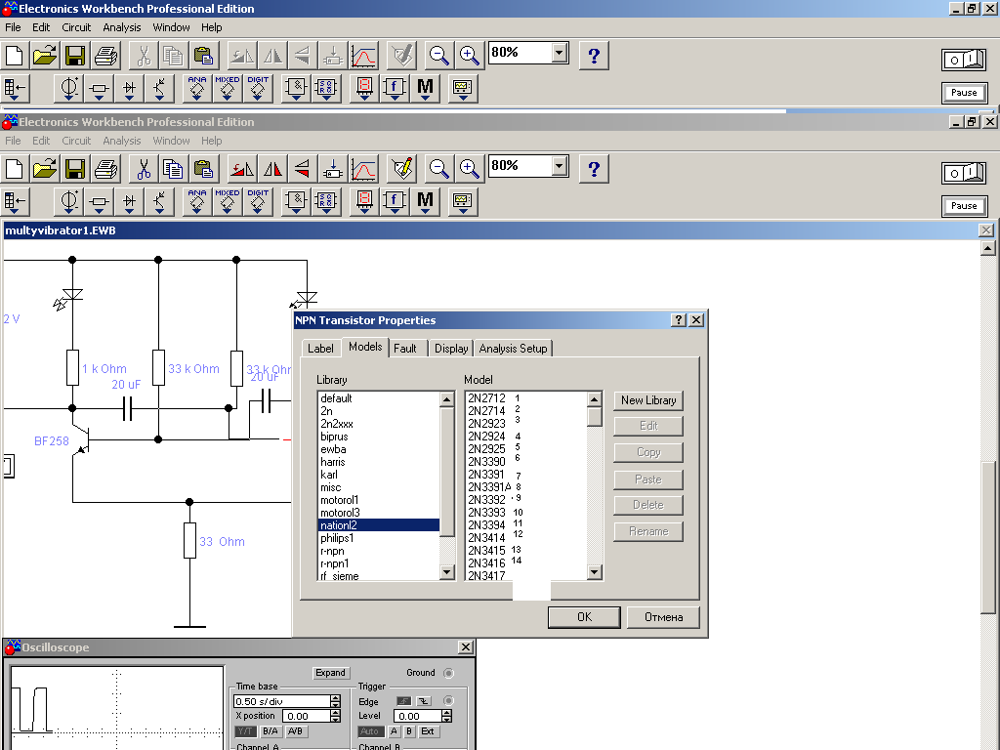 Electronics Workbench Professional Edition
File Edit Circuit Analysis Window Help
80% ?
ANA MIXED DIGIT M
Pause
Electronics Workbench Professional Edition
File Edit Circuit Analysis Window Help
80% ?
ANA MIXED DIGIT M
Pause
multyvibrator1.EWB
2 V
1 k Ohm
33 k Ohm
33 k Ohm
20 uF
20 uF
BF258
33 Ohm
NPN Transistor Properties
Label Models Fault Display Analysis Setup
Library
default
2n
2n2xxx
biprus
ewba
harris
karl
misc
motorol1
motorol3
nationl2
philips1
r-npn
r-npn1
rf_sieme
Model
2N2712 1
2N2714 2
2N2923 3
2N2924 4
2N2925 5
2N3390 6
2N3391 7
2N3391A 8
2N3392 9
2N3393 10
2N3394 11
2N3414 12
2N3415 13
2N3416 14
2N3417
New Library
Edit
Copy
Paste
Delete
Rename
OK Отмена
Oscilloscope
Expand Ground
Time base Trigger
0.50 s/div Edge
X position 0.00 Level 0.00
Y/T B/A A/B Auto A B Ext
Channel A Channel B